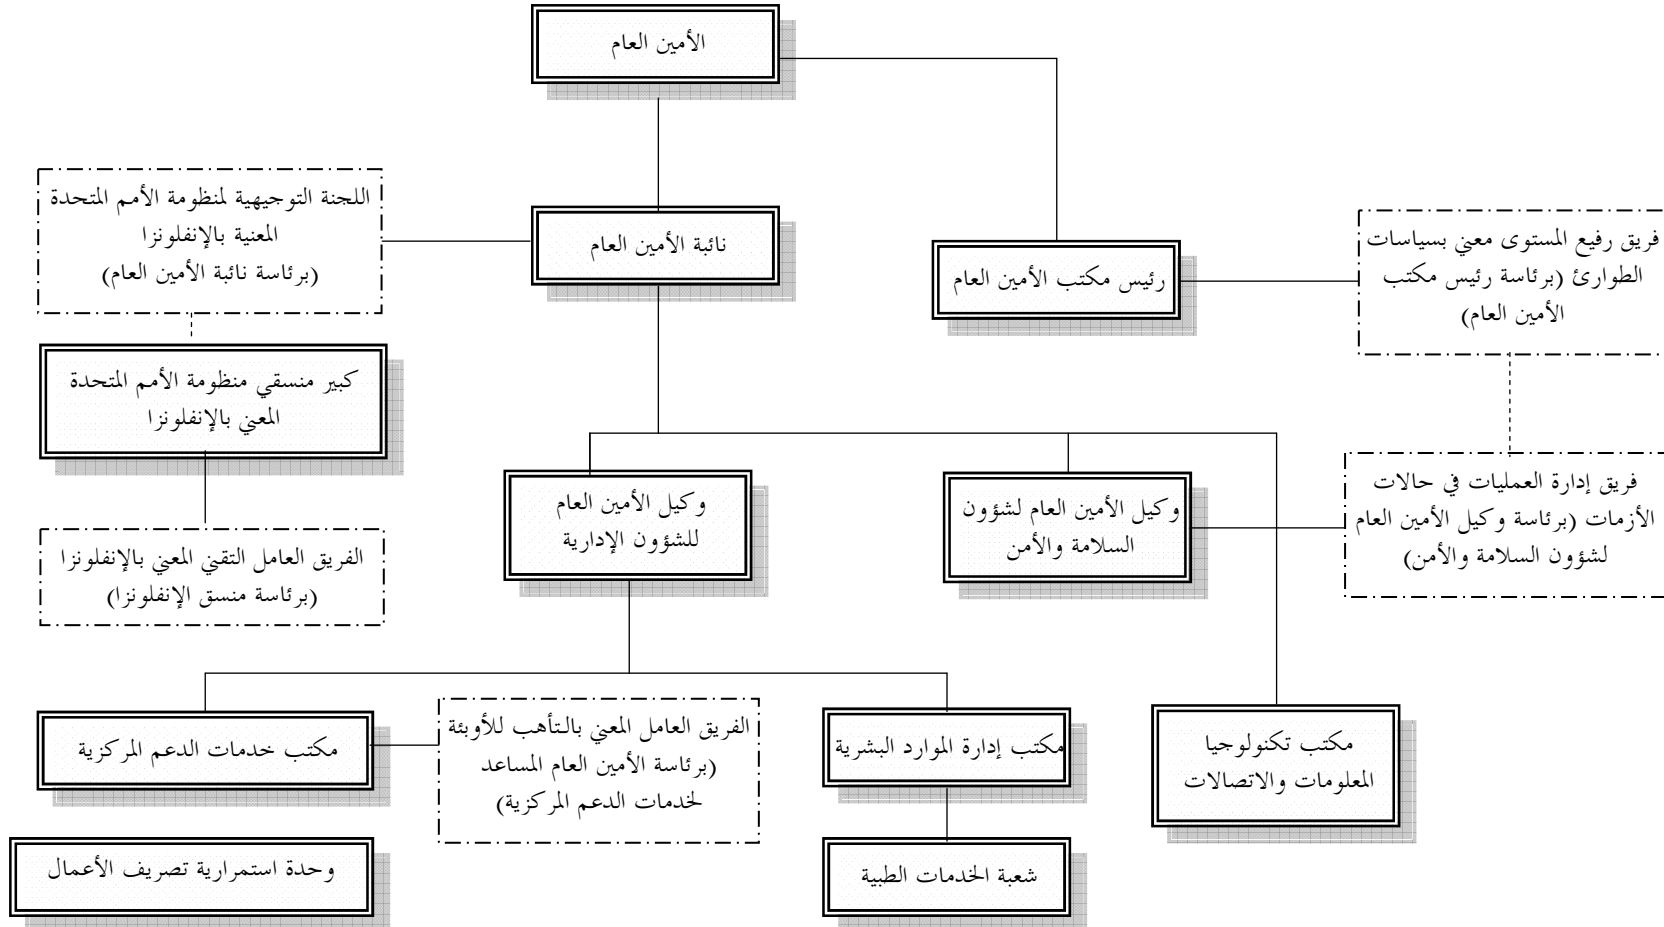 الأمين العام
اللجنة التوجيهية لمنظومة الأمم المتحدة
المعنية بالإنفلونزا
(برئاسة نائبة الأمين العام)
نائبة الأمين العام
رئيس مكتب الأمين العام
فريق رفيع المستوى معني بسياسات
الطوارئ (برئاسة رئيس مكتب
الأمين العام)
كبير منسقي منظومة الأمم المتحدة
المعني بالإنفلونزا
وكيل الأمين العام
للشؤون الإدارية
وكيل الأمين العام لشؤون
السلامة والأمن
فريق إدارة العمليات في حالات
الأزمات (برئاسة وكيل الأمين العام
لشؤون السلامة والأمن)
الفريق العامل التقني المعني بالإنفلونزا
(برئاسة منسق الإنفلونزا)
مكتب خدمات الدعم المركزية
الفريق العامل المعني بالتأهب للأوبئة
(برئاسة الأمين العام المساعد
لخدمات الدعم المركزية)
مكتب إدارة الموارد البشرية
مكتب تكنولوجيا
المعلومات والاتصالات
وحدة استمرارية تصريف الأعمال
شعبة الخدمات الطبية